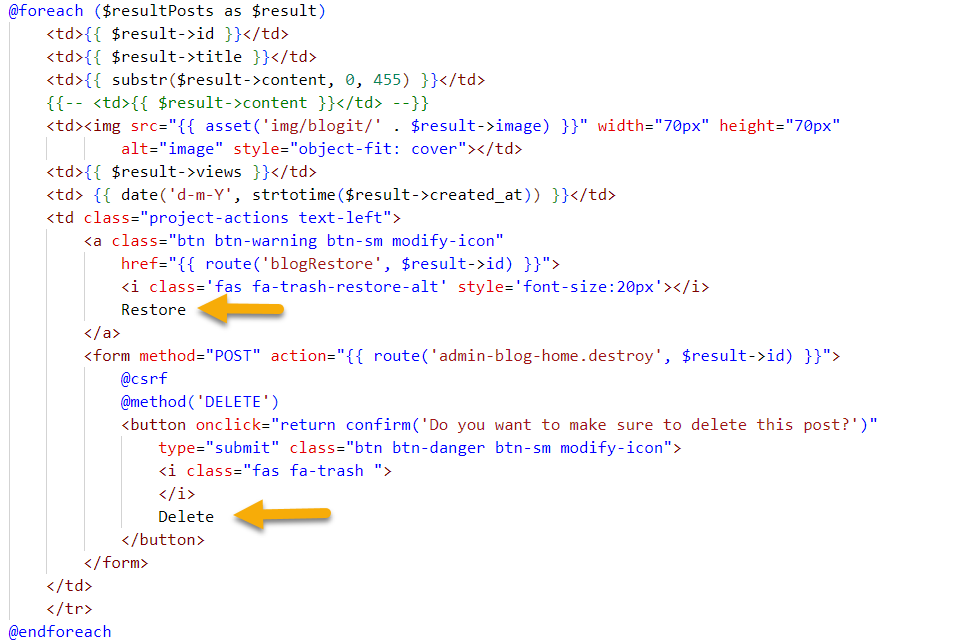 @foreach ($resultPosts as $result)
<td>{{ $result->id }}</td>
<td>{{ $result->title }}</td>
<td>{{ substr($result->content, 0, 455) }}</td>
{{-- <td>{{ $result->content }}</td> --}}
<td><img src="{{ asset('img/blogit/' . $result->image) }}" width="70px" height="70px"
alt="image" style="object-fit: cover"></td>
<td>{{ $result->views }}</td>
<td> {{ date('d-m-Y', strtotime($result->created_at)) }}</td>
<td class="project-actions text-left">
<a class="btn btn-warning btn-sm modify-icon"
href="{{ route('blogRestore', $result->id) }}">
<i class='fas fa-trash-restore-alt' style='font-size:20px'></i>
Restore
</a>
<form method="POST" action="{{ route('admin-blog-home.destroy', $result->id) }}">
@csrf
@method('DELETE')
<button onclick="return confirm('Do you want to make sure to delete this post?')"
type="submit" class="btn btn-danger btn-sm modify-icon">
<i class="fas fa-trash ">
</i>
Delete
</button>
</form>
</td>
</tr>
@endforeach